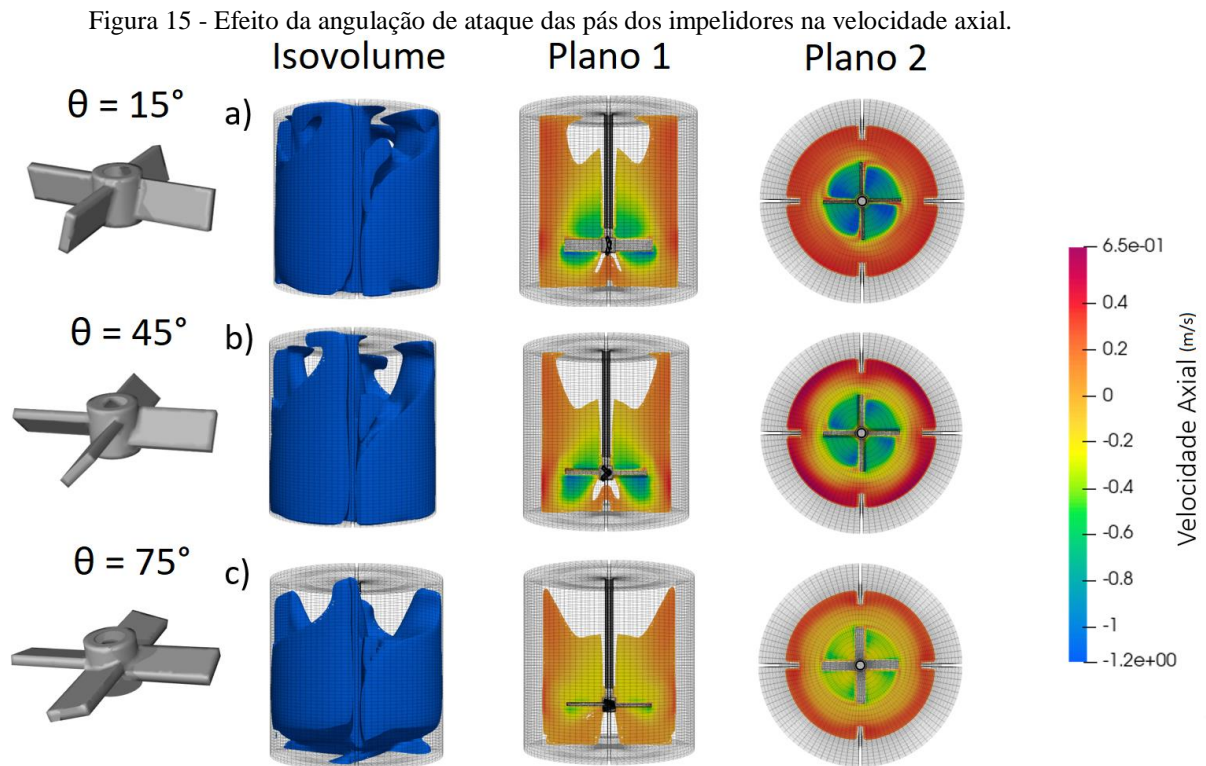 Figura 15 - Efeito da angulação de ataque das pás dos impelidores na velocidade axial.
Isovolume Plano 1 Plano 2
θ = 15° a)
θ = 45° b)
θ = 75° c)
6.5e-01
0.4
0.2
0
-0.2
-0.4
-0.6
-0.8
-1
-1.2e+00
Velocidade Axial (m/s)